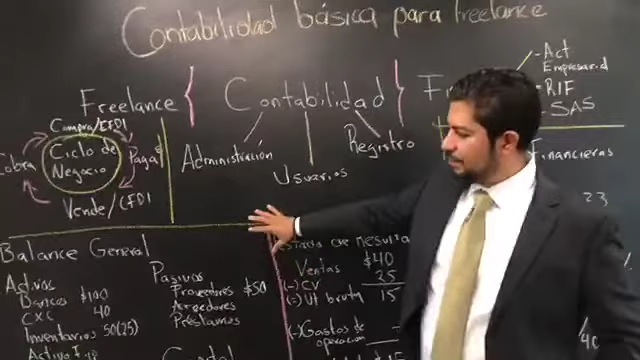 Contabilidad básica para freelance
Freelance
Contabilidad
Act
Empresarial
RIF
SAS
Compra/CFDI
Cobra
Ciclo de
Negocio
Paga
Vende/CFDI
Administración
Usuarios
Registro
Financieras
23
Balance General
Activos
Bancos $100
CXC 40
Inventarios 50(25)
Activo F
Pasivos
Proveedores $50
Acreedores
Préstamos
Ventas $40
(-) CV 25
(=) Ut bruta 15
(-) Gastos de
operación